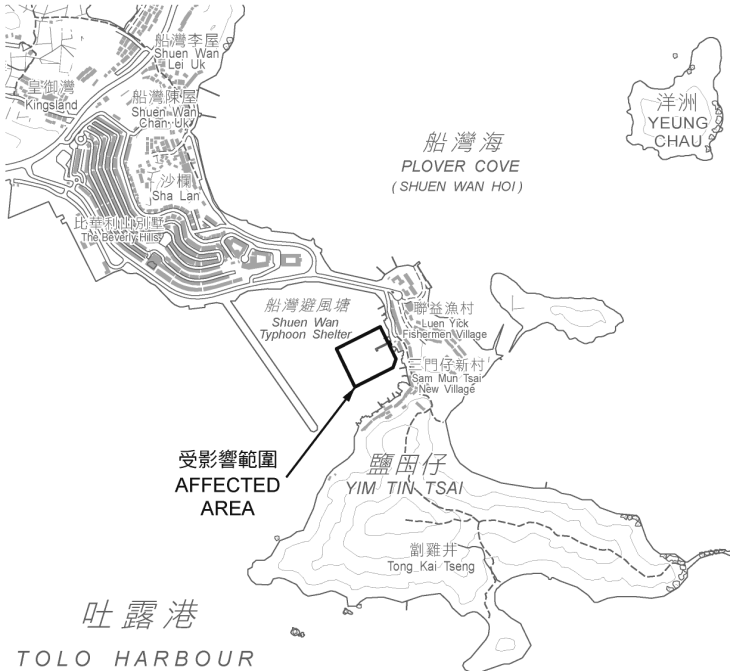 船灣李屋
Shuen Wan
Lei Uk
皇御灣
Kingsland
船灣陳屋
Shuen Wan
Chan Uk
洋洲
YEUNG
CHAU
船灣海
PLOVER COVE
( SHUEN WAN HOI )
沙欄
Sha Lan
比華利山別墅
The Beverly Hills
船灣避風塘
Shuen Wan
Typhoon Shelter
聯益漁村
Luen Yick
Fishermen Village
三門仔新村
Sam Mun Tsai
New Village
受影響範圍
AFFECTED
AREA
鹽田仔
YIM TIN TSAI
劏雞井
Tong Kai Tseng
吐露港
TOLO HARBOUR